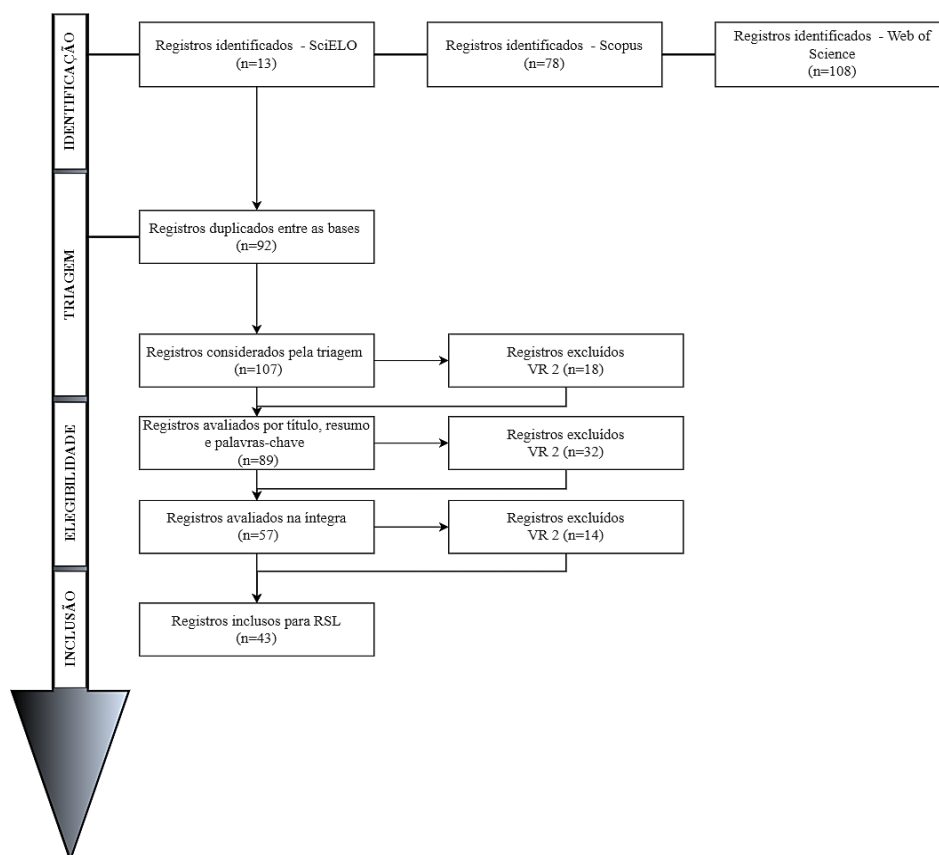 IDENTIFICAÇÃO
Registros identificados - SciELO
(n=13)
Registros identificados - Scopus
(n=78)
Registros identificados - Web of
Science
(n=108)
TRIAGEM
Registros duplicados entre as bases
(n=92)
Registros considerados pela triagem
(n=107)
Registros excluídos
VR 2 (n=18)
ELEGIBILIDADE
Registros avaliados por título, resumo
e palavras-chave
(n=89)
Registros excluídos
VR 2 (n=32)
Registros avaliados na íntegra
(n=57)
Registros excluídos
VR 2 (n=14)
INCLUSÃO
Registros inclusos para RSL
(n=43)